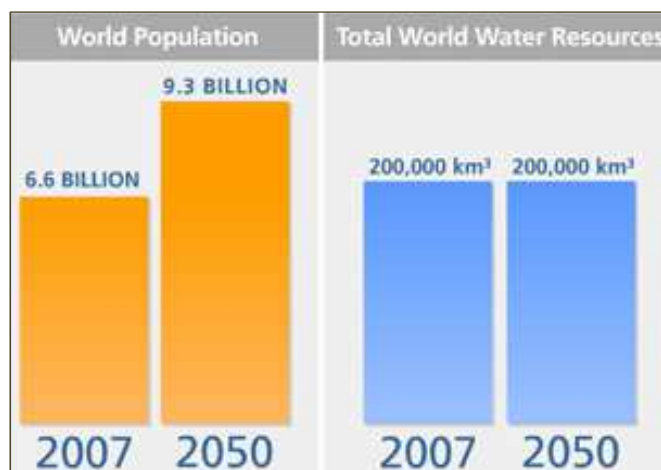 World Population
9.3 BILLION
6.6 BILLION
2007 2050
Total World Water Resources
200,000 km³ 200,000 km³
2007 2050